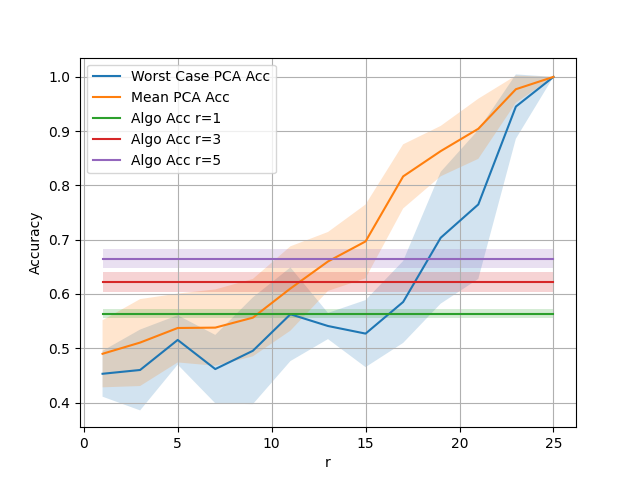 Worst Case PCA Acc
Mean PCA Acc
Algo Acc r=1
Algo Acc r=3
Algo Acc r=5
1.0
0.9
0.8
0.7
0.6
0.5
0.4
Accuracy
0 5 10 15 20 25
r